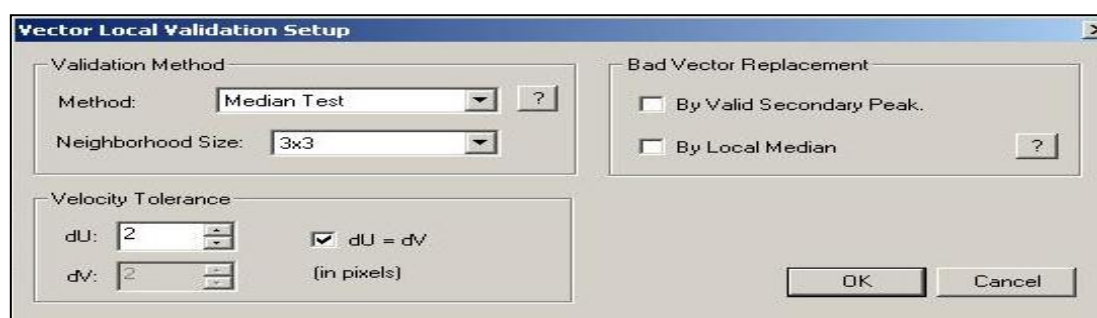 Vector Local Validation Setup
Validation Method
Method: Median Test ?
Neighborhood Size: 3x3
Bad Vector Replacement
By Valid Secondary Peak.
By Local Median ?
Velocity Tolerance
dU: 2 dU = dV
dV: 2 (in pixels)
OK Cancel